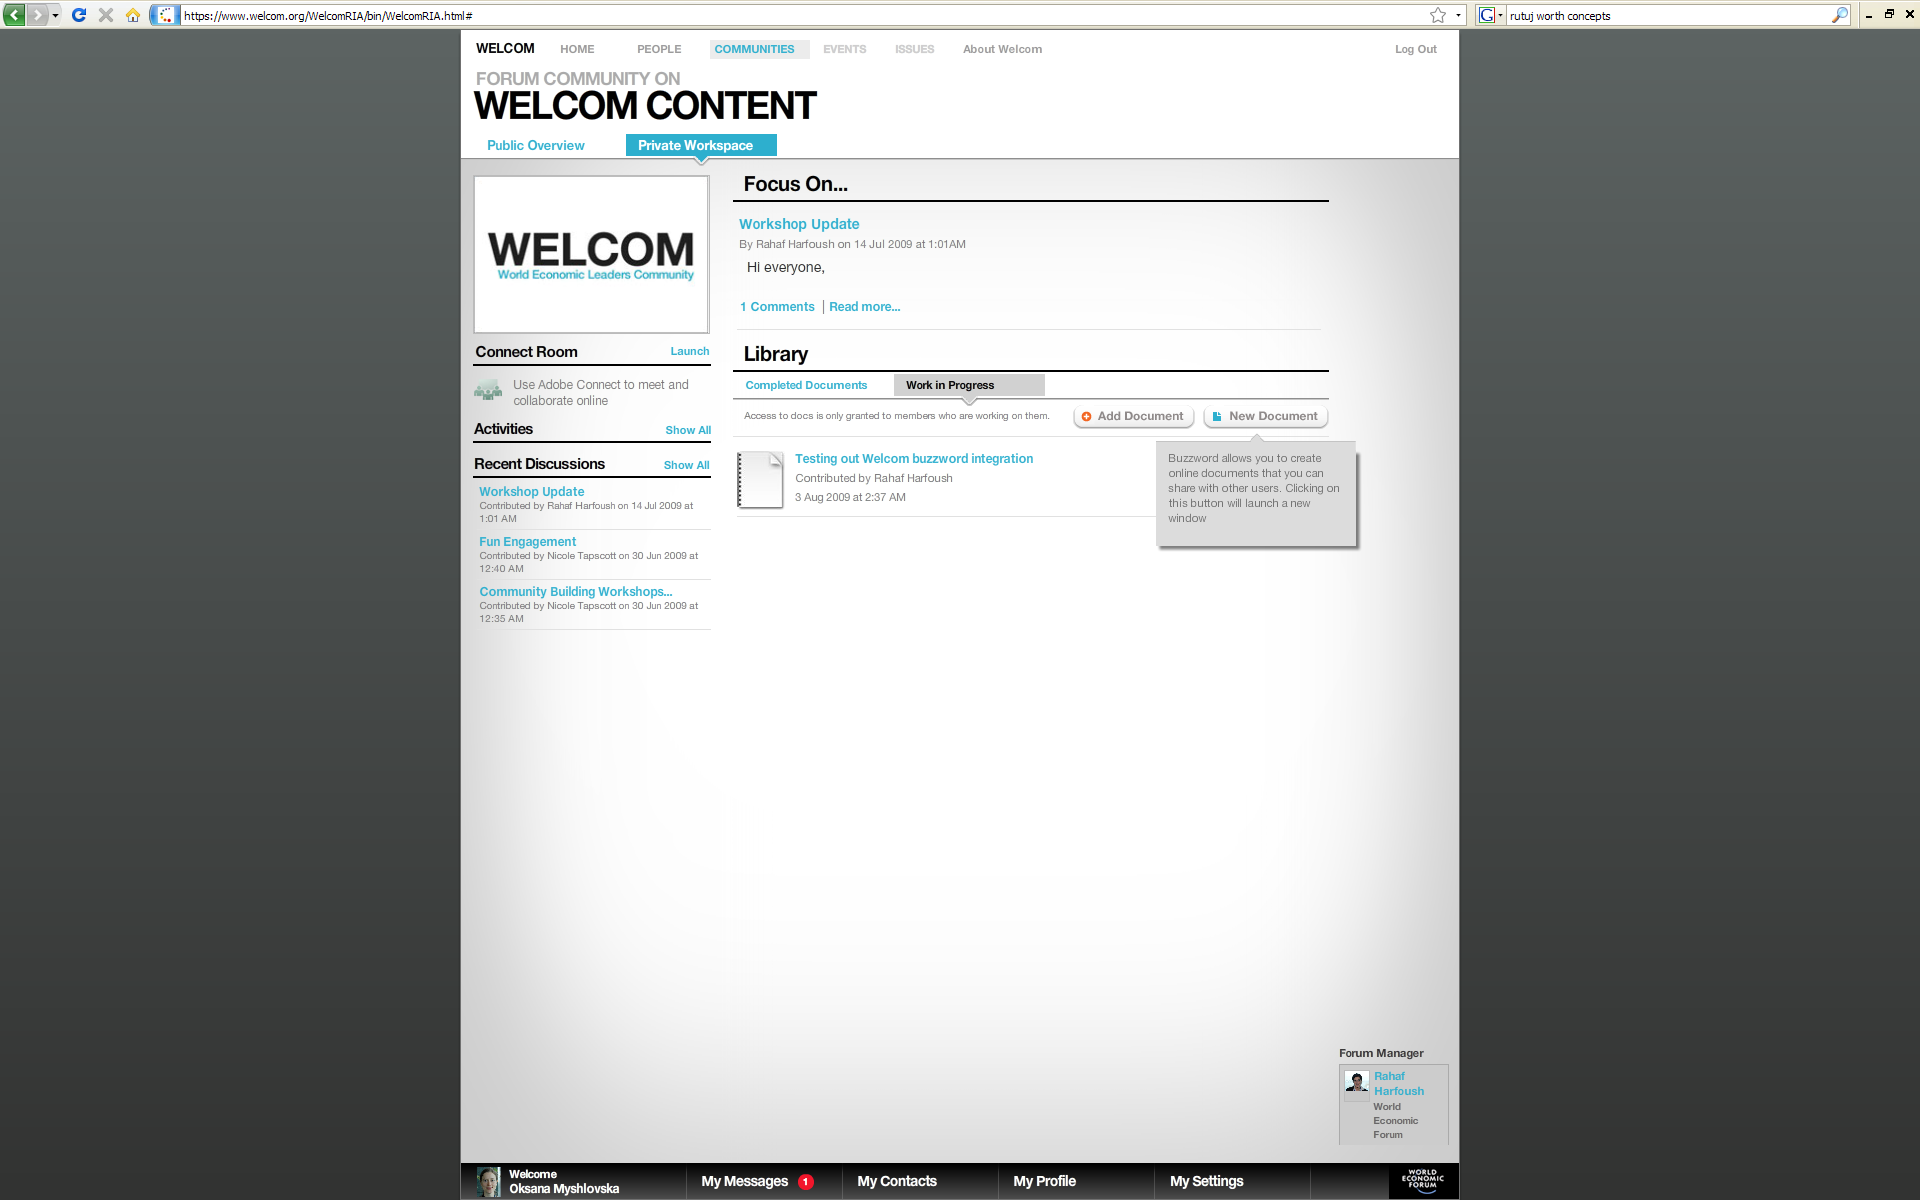 https://www.welcom.org/WelcomRIA/bin/WelcomRIA.html#
rutuj worth concepts
WELCOM HOME PEOPLE COMMUNITIES EVENTS ISSUES About Welcom Log Out
FORUM COMMUNITY ON
WELCOM CONTENT
Public Overview Private Workspace
WELCOM
World Economic Leaders Community
Connect Room Launch
Use Adobe Connect to meet and
collaborate online
Activities Show All
Recent Discussions Show All
Workshop Update
Contributed by Rahaf Harfoush on 14 Jul 2009 at
1:01 AM
Fun Engagement
Contributed by Nicole Tapscott on 30 Jun 2009 at
12:40 AM
Community Building Workshops...
Contributed by Nicole Tapscott on 30 Jun 2009 at
12:35 AM
Focus On...
Workshop Update
By Rahaf Harfoush on 14 Jul 2009 at 1:01AM
Hi everyone,
1 Comments | Read more...
Library
Completed Documents Work in Progress
Access to docs is only granted to members who are working on them.
Add Document New Document
Testing out Welcom buzzword integration
Contributed by Rahaf Harfoush
3 Aug 2009 at 2:37 AM
Buzzword allows you to create
online documents that you can
share with other users. Clicking on
this button will launch a new
window
Forum Manager
Rahaf
Harfoush
World
Economic
Forum
Welcome
Oksana Myshlovska
My Messages 1
My Contacts
My Profile
My Settings
WORLD
ECONOMIC
FORUM